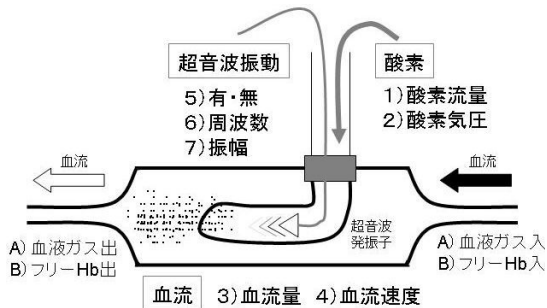 超音波振動
5)有・無
6)周波数
7)振幅
酸素
1)酸素流量
2)酸素気圧
血流
血流
超音波
発振子
A)血液ガス出
B)フリーHb出
A)血液ガス入
B)フリーHb入
血流 3)血流量 4)血流速度